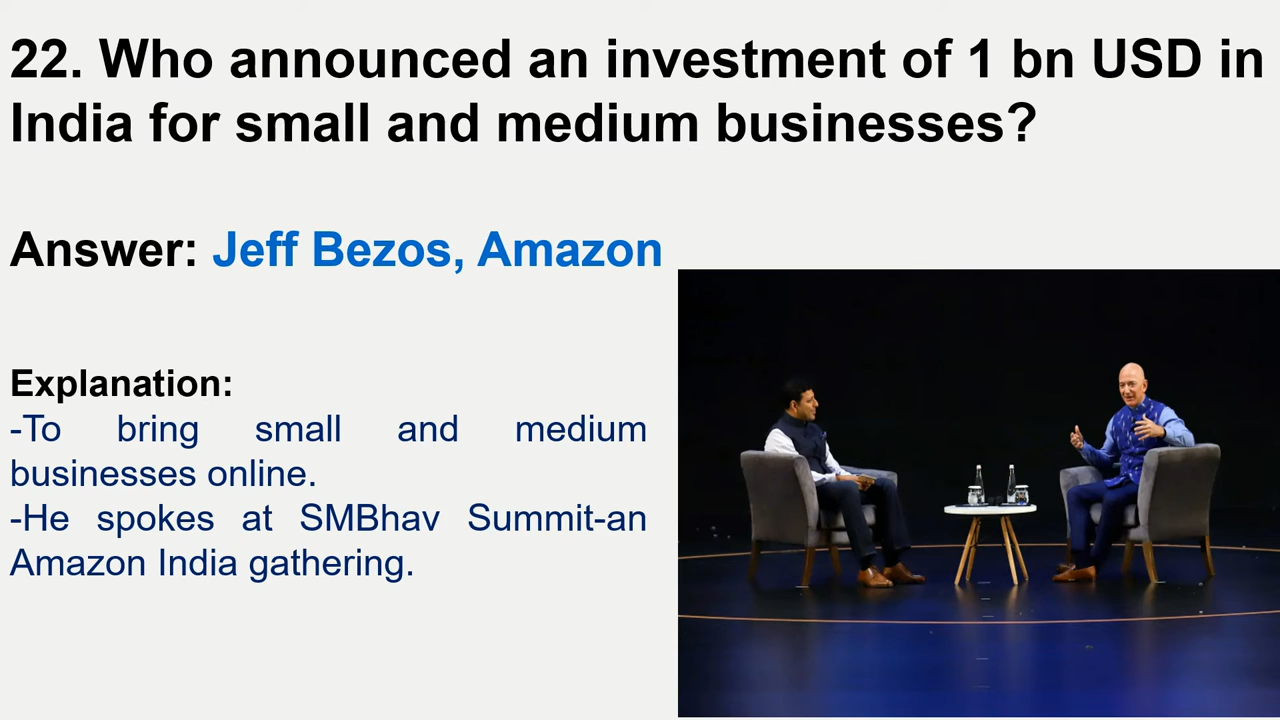 22. Who announced an investment of 1 bn USD in
India for small and medium businesses?
Answer: Jeff Bezos, Amazon
Explanation:
-To bring small and medium
businesses online.
-He spokes at SMBhav Summit-an
Amazon India gathering.